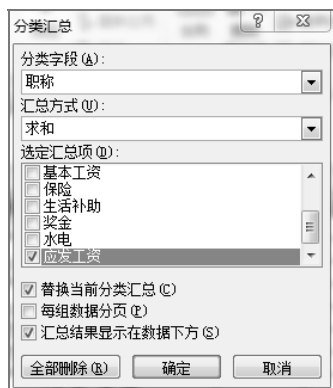 分类汇总
分类字段(A):
职称
汇总方式(U):
求和
选定汇总项(D):
基本工资
保险
生活补助
奖金
水电
应发工资
替换当前分类汇总(C)
每组数据分页(P)
汇总结果显示在数据下方(S)
全部删除(R) 确定 取消